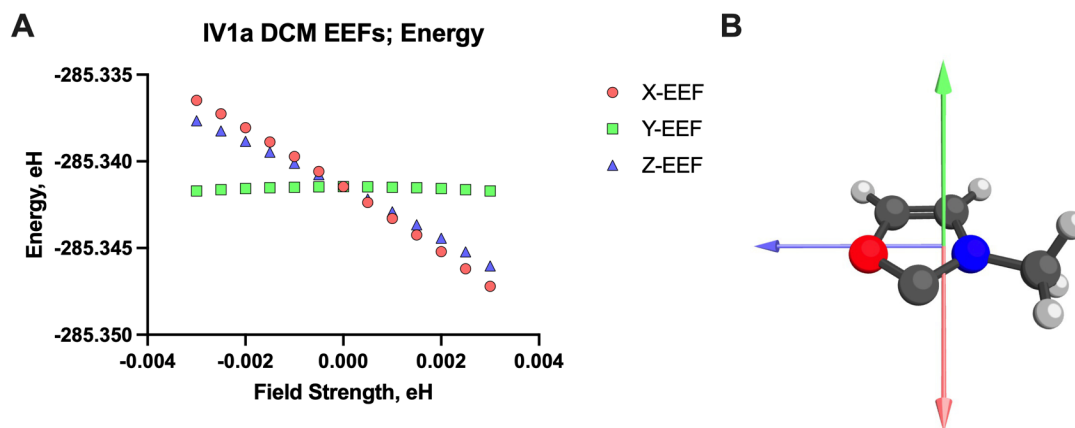 A
IV1a DCM EEFs; Energy
B
-285.335
-285.340
-285.345
-285.350
Energy, eH
-0.004
-0.002
0.000
0.002
0.004
Field Strength, eH
X-EEF
Y-EEF
Z-EEF